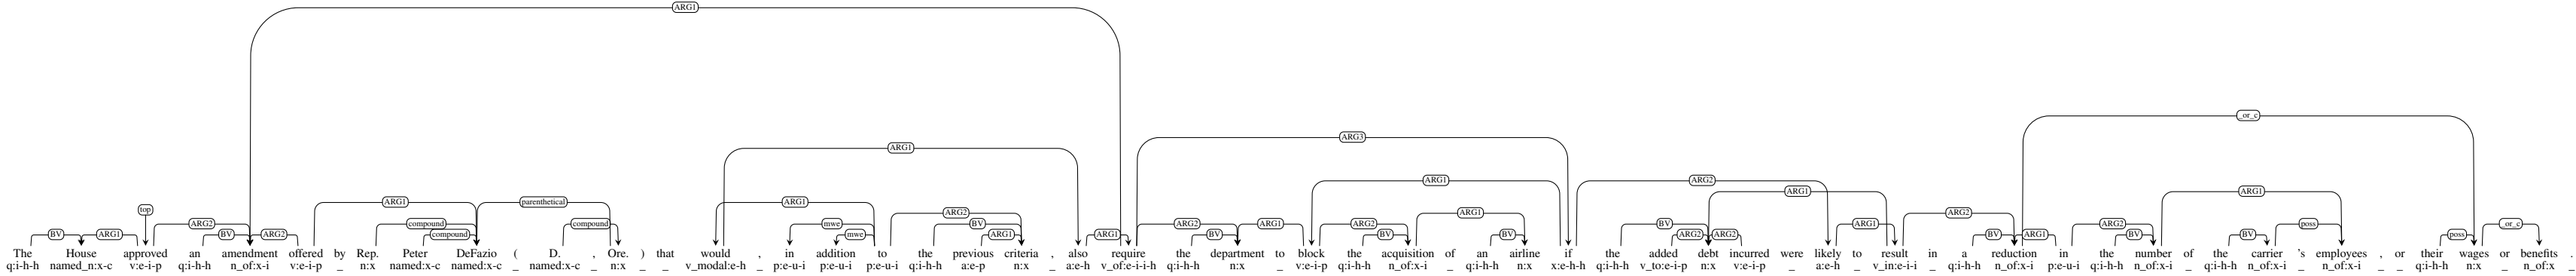 ARG1
_or_c
ARG3
ARG1
ARG1 ARG2
ARG1 ARG1
ARG1 parenthetical ARG1
top ARG2 ARG1 ARG2
ARG2 compound compound mwe BV ARG2 ARG1 ARG2 BV ARG2 poss _or_c
BV ARG1 BV ARG2 compound mwe ARG1 ARG1 BV BV BV ARG2 ARG2 ARG1 BV ARG1 BV BV poss
The House approved an amendment offered by Rep. Peter DeFazio ( D. , Ore. ) that would , in addition to the previous criteria , also require the department to block the acquisition of an airline if the added debt incurred were likely to result in a reduction in the number of the carrier 's employees , or their wages or benefits
q:i-h-h named_n:x-c v:e-i-p q:i-h-h n_of:x-i v:e-i-p _ named:x-c named:x-c named:x-c _ named:x-c _ n:x _ _ v_modal:e-h _ p:e-u-i p:e-u-i p:e-u-i q:i-h-h a:e-p n:x _ a:e-h v_of:e-i-i-h q:i-h-h n:x _ v:e-i-p q:i-h-h n_of:x-i _ q:i-h-h n:x x:e-h-h q:i-h-h v_to:e-i-p n:x v:e-i-p _ a:e-h _ v_in:e-i-i _ q:i-h-h n_of:x-i p:e-u-i q:i-h-h n_of:x-i _ q:i-h-h n_of:x-i _ n_of:x-i _ _ q:i-h-h n:x _ n_of:x